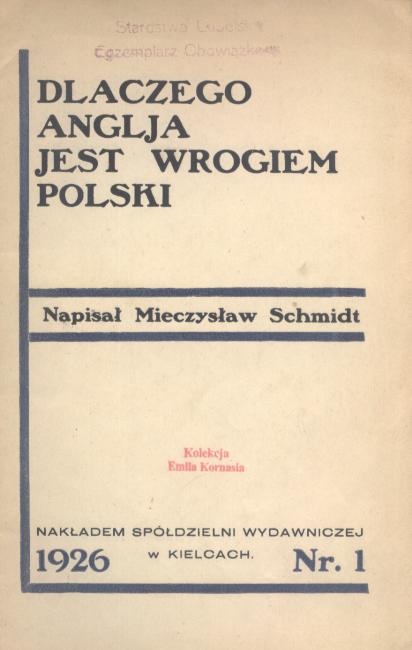 Starostwa
Egzemplarz Obowiązkowy
DLACZEGO
ANGLJA
JEST WROGIEM
POLSKI
Napisał Mieczysław Schmidt
Kolekcja
Emila Kornasia
NAKŁADEM SPÓŁDZIELNI WYDAWNICZEJ
1926 W KIELCACH. Nr. 1